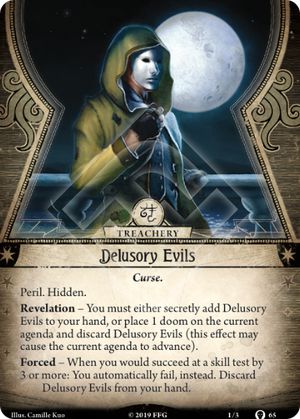 TREACHERY
Delusory Evils
Curse.
Peril. Hidden.
Revelation – You must either secretly add Delusory
Evils to your hand, or place 1 doom on the current
agenda and discard Delusory Evils (this effect may
cause the current agenda to advance).
Forced – When you would succeed at a skill test by
3 or more: You automatically fail, instead. Discard
Delusory Evils from your hand.
Illus. Camille Kuo
© 2019 FFG
1/3
65